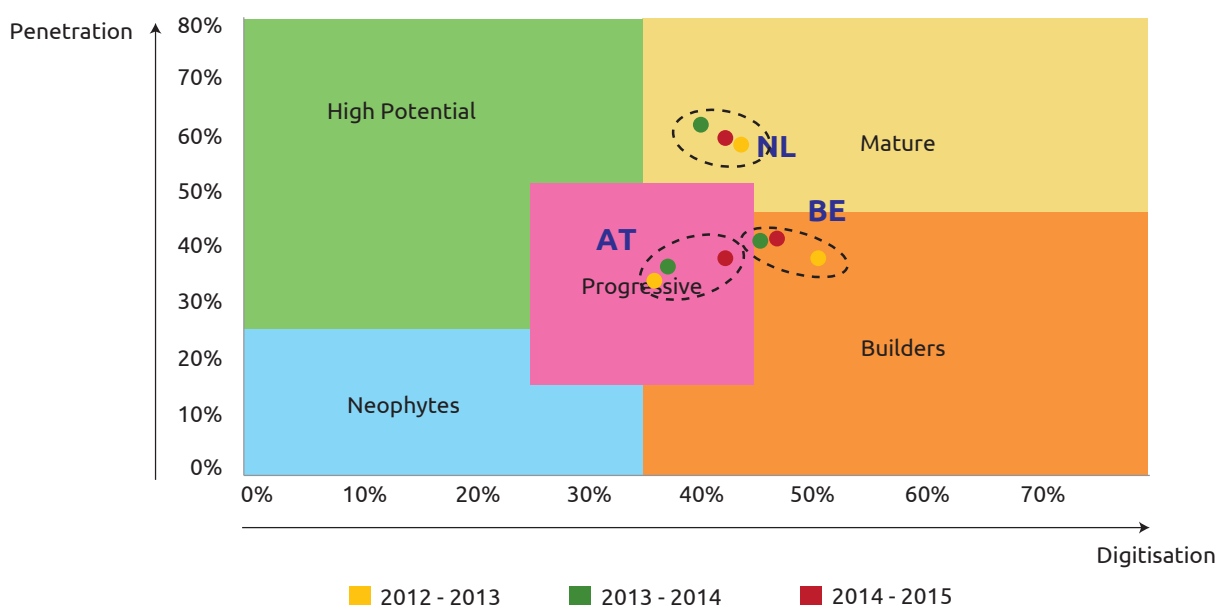 Penetration
80%
70%
60%
50%
40%
30%
20%
10%
0%
High Potential
Mature
NL
BE
AT
Progressive
Builders
Neophytes
0% 10% 20% 30% 40% 50% 60% 70%
Digitisation
2012 - 2013 2013 - 2014 2014 - 2015